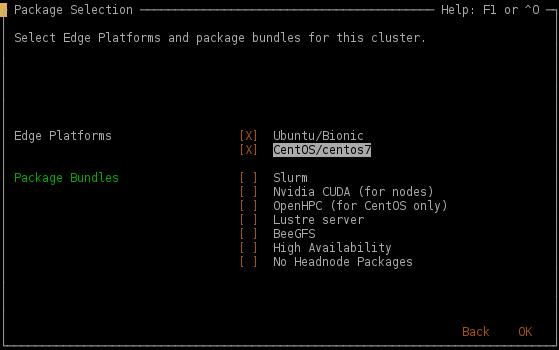 Package Selection Help: F1 or ^O
Select Edge Platforms and package bundles for this cluster.
Edge Platforms [X] Ubuntu/Bionic
[X] CentOS/centos7
Package Bundles [ ] Slurm
[ ] Nvidia CUDA (for nodes)
[ ] OpenHPC (for CentOS only)
[ ] Lustre server
[ ] BeeGFS
[ ] High Availability
[ ] No Headnode Packages
Back OK